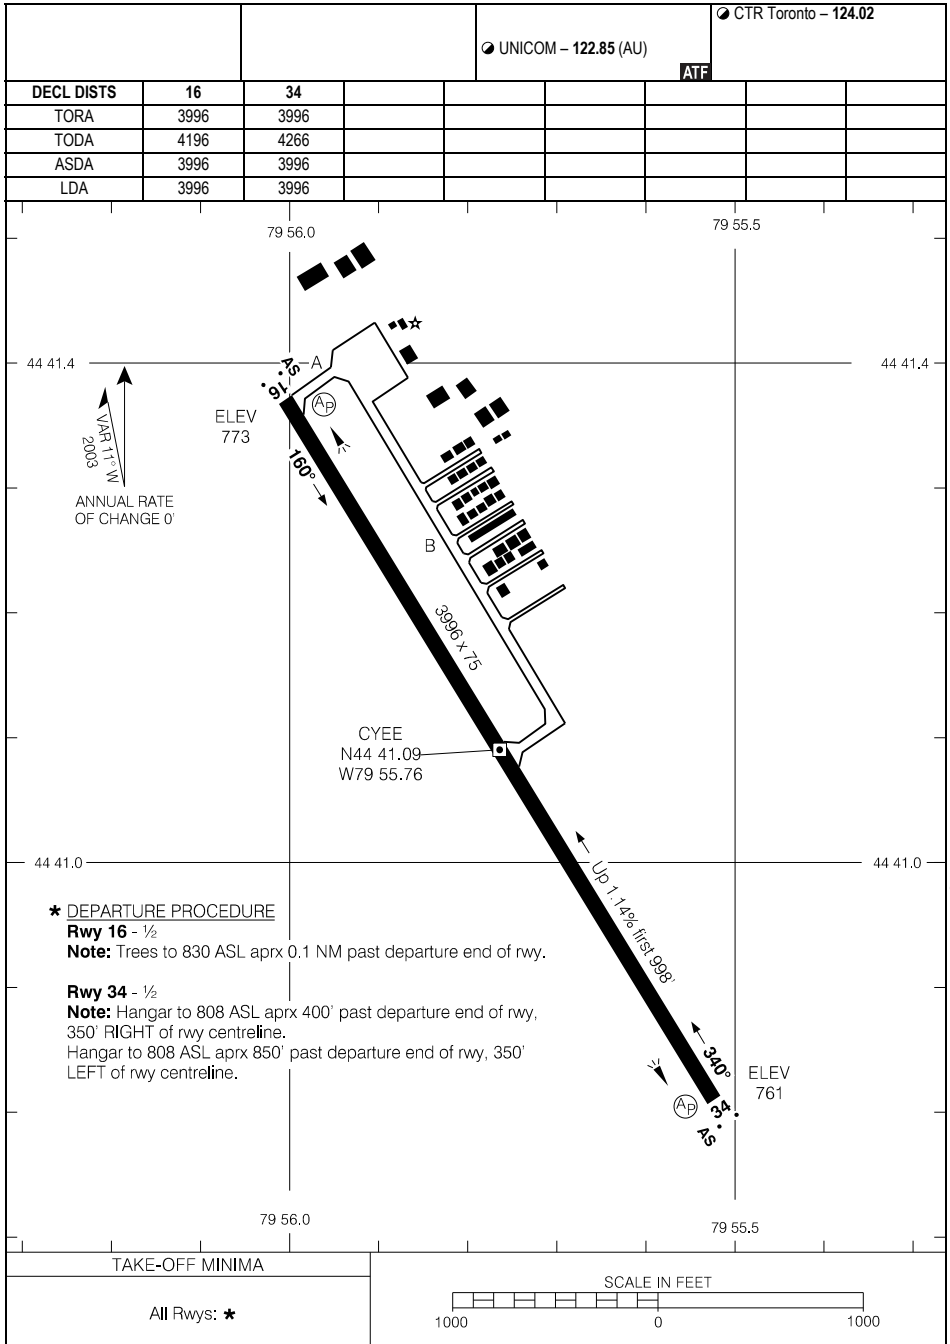 CTR Toronto – 124.02
UNICOM – 122.85 (AU)
ATF
DECL DISTS 16 34
TORA 3996 3996
TODA 4196 4266
ASDA 3996 3996
LDA 3996 3996
79 56.0
79 55.5
44 41.4
44 41.4
AS
A
16
AP
ELEV
773
160°
VAR 11° W
2003
ANNUAL RATE
OF CHANGE 0'
B
3996 x 75
CYEE
N44 41.09
W79 55.76
44 41.0
44 41.0
Up 1.14% first 998'
* DEPARTURE PROCEDURE
Rwy 16 - ½
Note: Trees to 830 ASL aprx 0.1 NM past departure end of rwy.
Rwy 34 - ½
Note: Hangar to 808 ASL aprx 400' past departure end of rwy,
350' RIGHT of rwy centreline.
Hangar to 808 ASL aprx 850' past departure end of rwy, 350'
LEFT of rwy centreline.
340°
ELEV
761
AP
34
AS
79 56.0
79 55.5
TAKE-OFF MINIMA
All Rwys: *
SCALE IN FEET
1000 0 1000